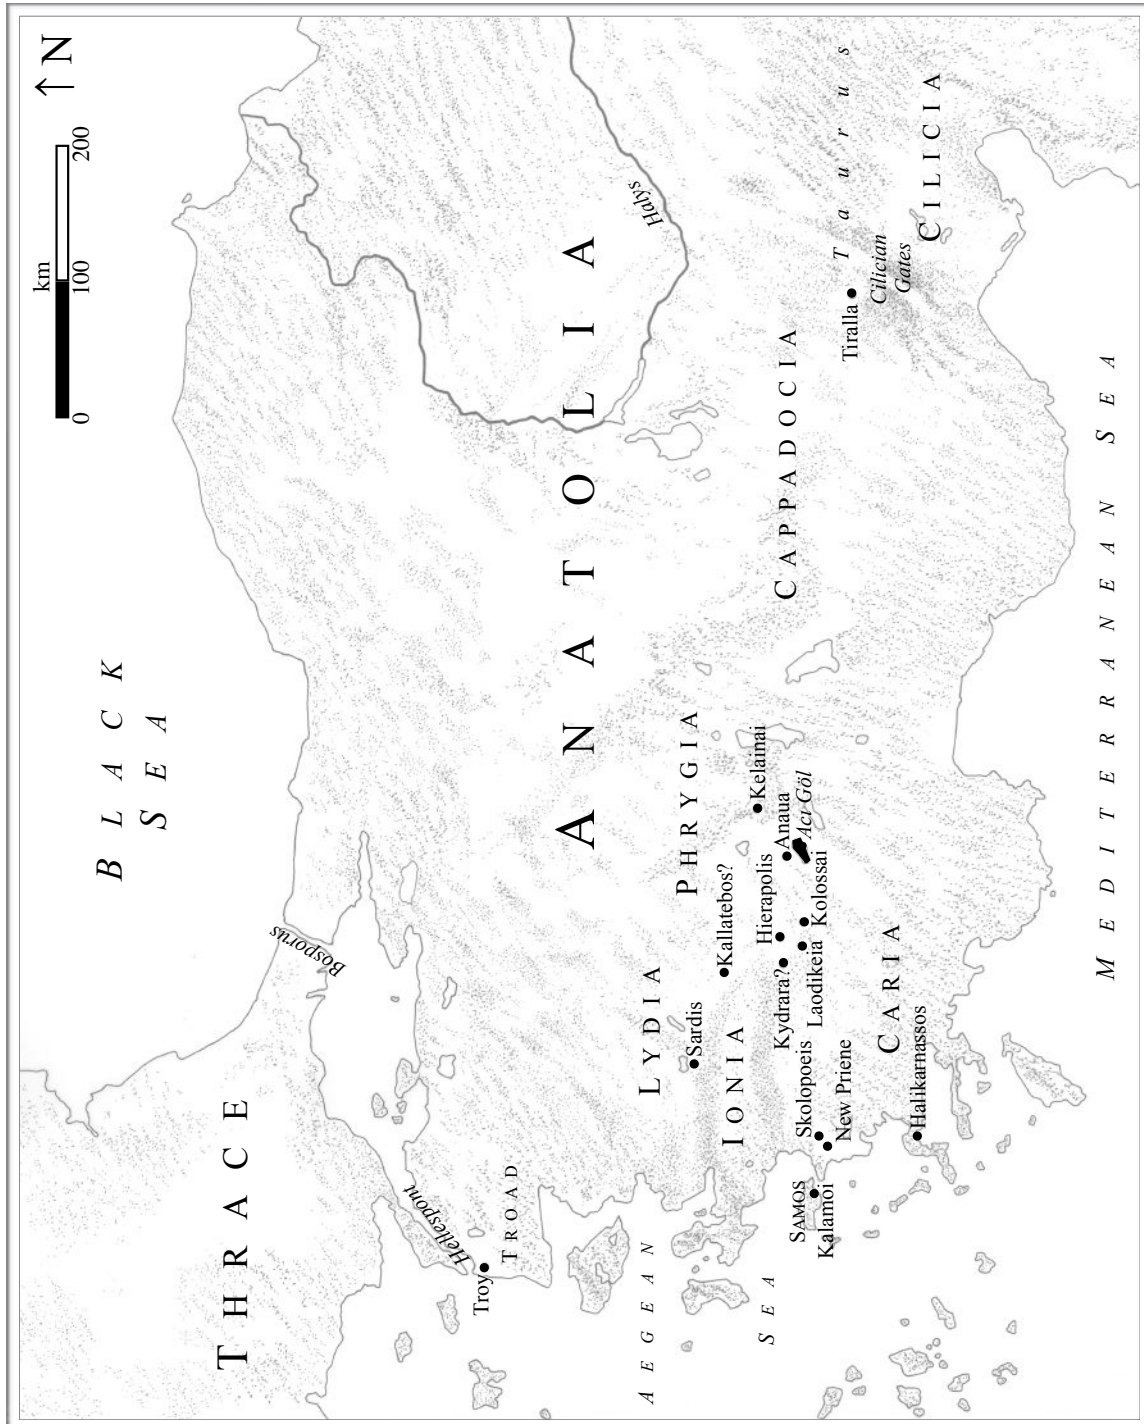 BLACK
SEA
km
0 100 200
↑ N
THRACE
Bosporus
Hellespont
Troy
TROAD
ANATOLIA
Halys
AEGEAN
SEA
LYDIA
Sardis
PHRYGIA
Kallatebos?
Kelainai
IONIA
Hierapolis
Anaua
Acı Göl
Kydrara?
Laodikeia
Kolossai
CAPPADOCIA
Tiralla
Taurus
Cilician
Gates
CILICIA
SAMOS
Kalamoi
Skolopoeis
New Priene
CARIA
Halikarnassos
MEDITERRANEAN SEA